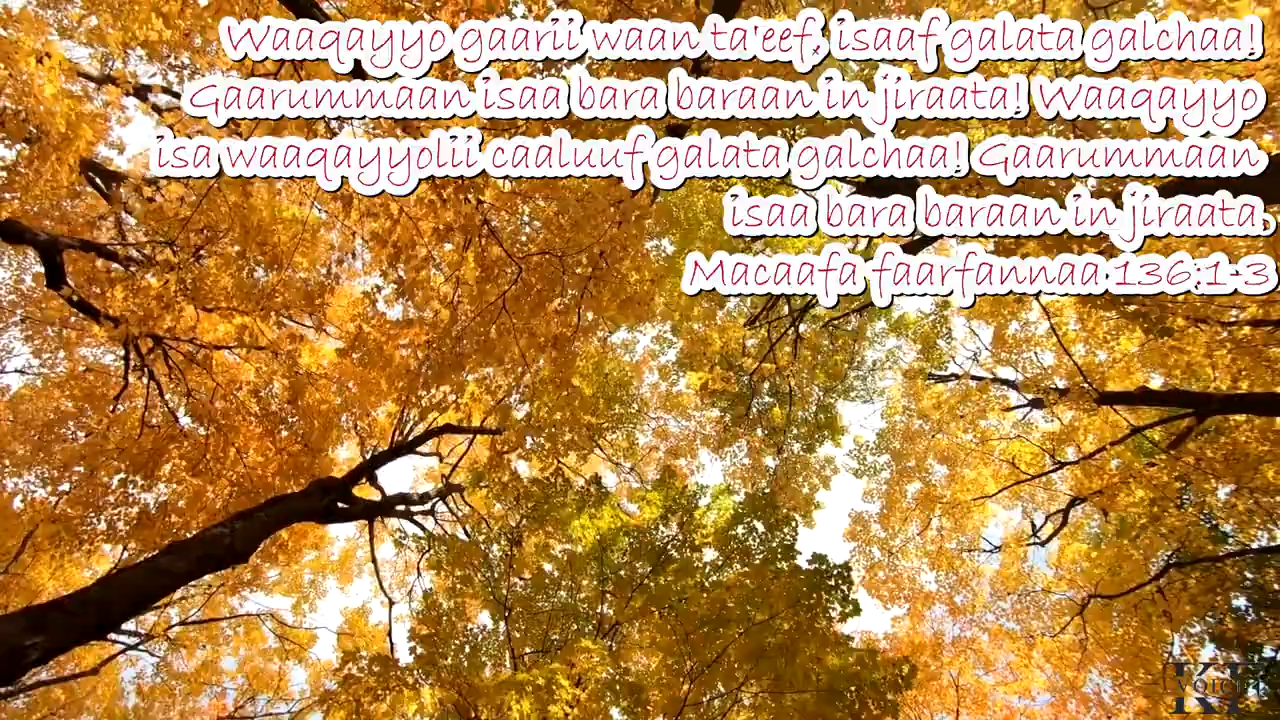 Waaqayyo gaarii waan ta'eef, isaaf galata galchaa!
Gaarummaan isaa bara baraan in jiraata! Waaqayyo
isa waaqayyolii caaluuf galata galchaa! Gaarummaan
isaa bara baraan in jiraata.
Macaafa faarfannaa 136:1-3